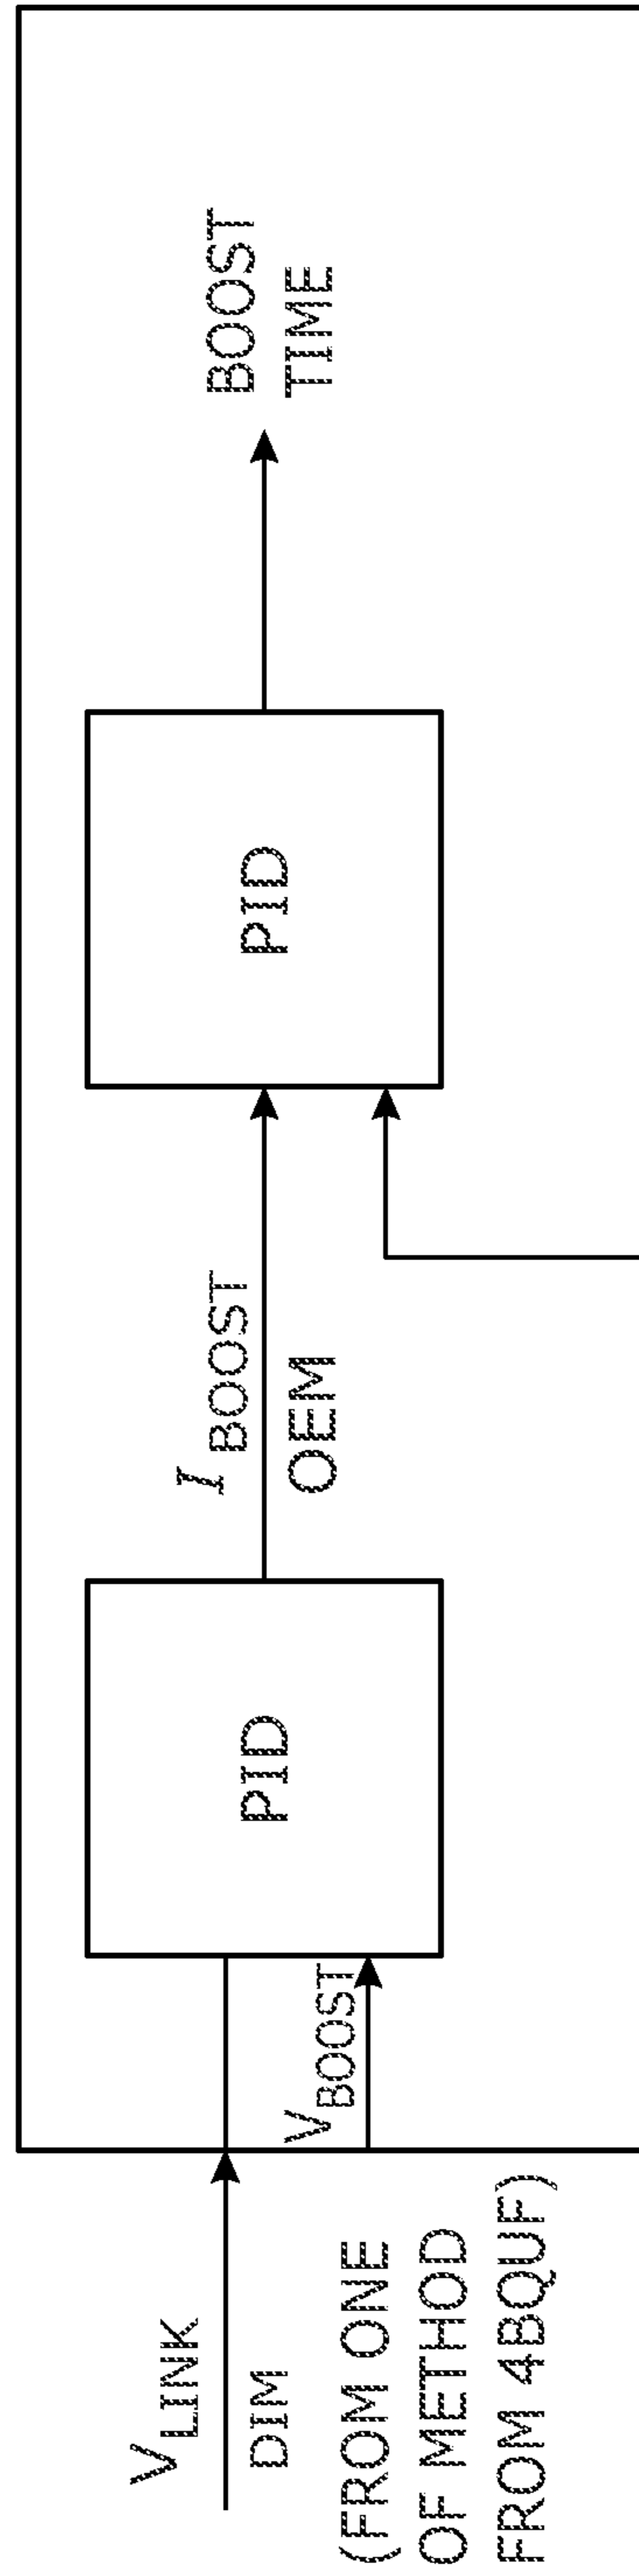 V LINK
DIM
(FROM ONE
OF METHOD
FROM 4BQUF)
V BOOST
PID
I BOOST
OEM
PID
BOOST
TIME